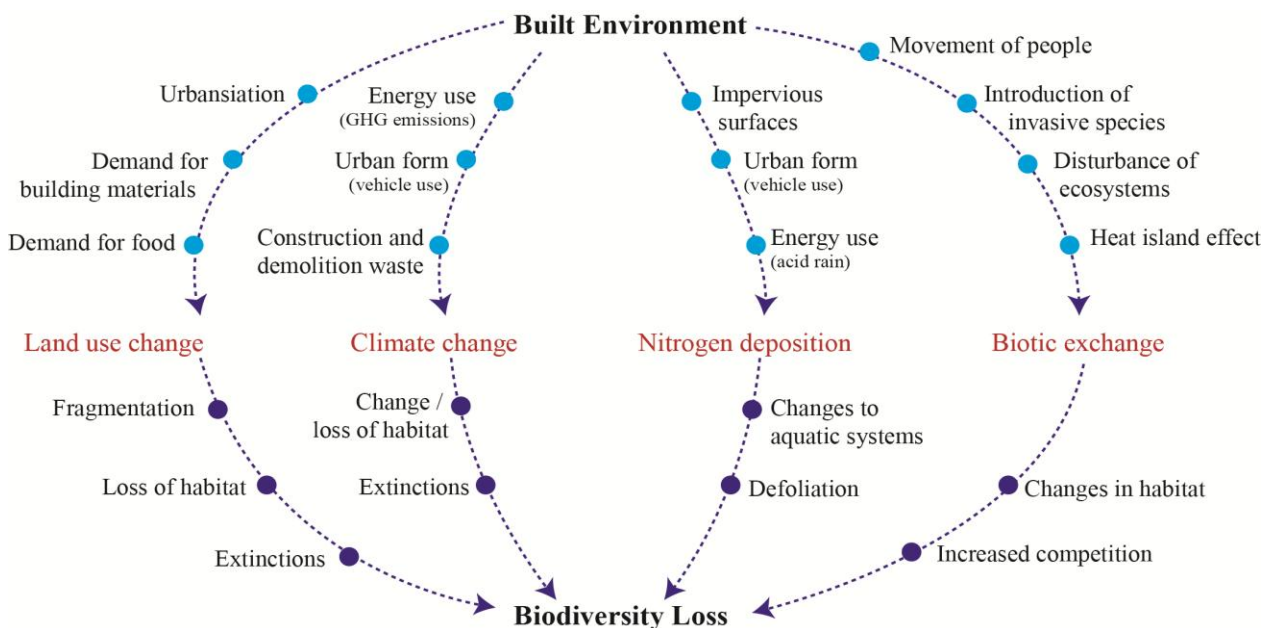 Built Environment
Urbansiation
Demand for
building materials
Demand for food
Land use change
Fragmentation
Loss of habitat
Extinctions
Energy use
(GHG emissions)
Urban form
(vehicle use)
Construction and
demolition waste
Climate change
Change /
loss of habitat
Extinctions
Impervious
surfaces
Urban form
(vehicle use)
Energy use
(acid rain)
Nitrogen deposition
Changes to
aquatic systems
Defoliation
Movement of people
Introduction of
invasive species
Disturbance of
ecosystems
Heat island effect
Biotic exchange
Changes in habitat
Increased competition
Biodiversity Loss